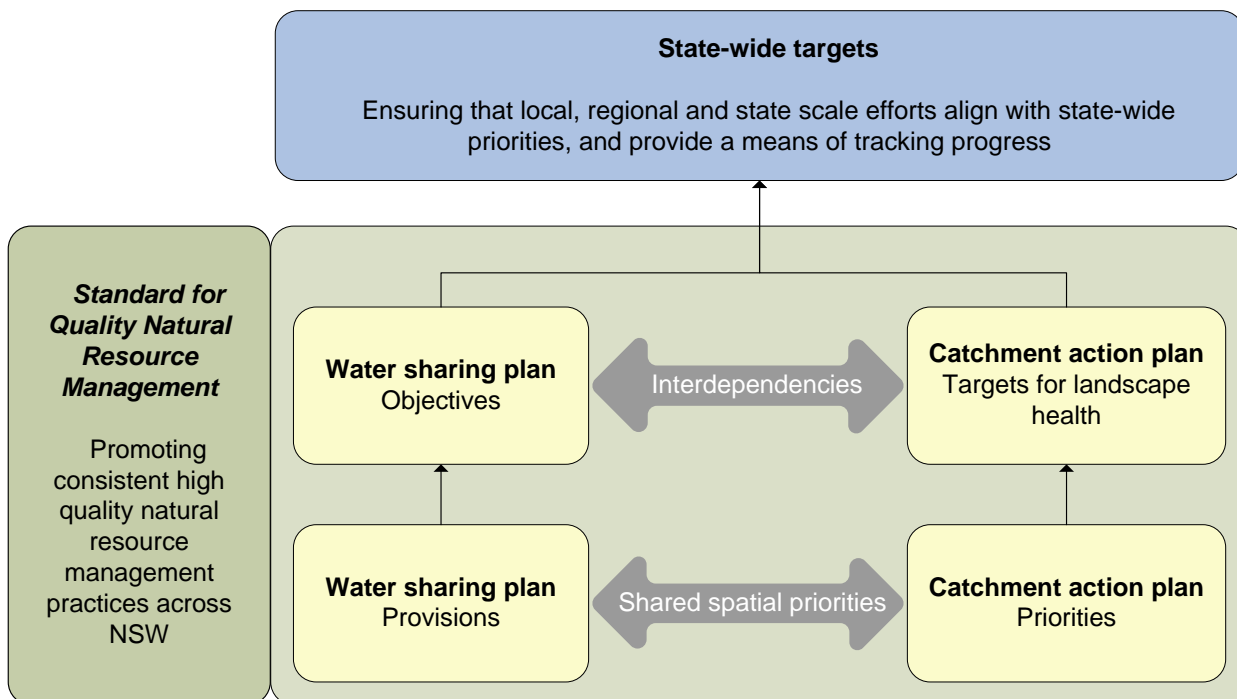 State-wide targets
Ensuring that local, regional and state scale efforts align with state-wide
priorities, and provide a means of tracking progress
Standard for
Quality Natural
Resource
Management
Promoting
consistent high
quality natural
resource
management
practices across
NSW
Water sharing plan
Objectives
Interdependencies
Catchment action plan
Targets for landscape
health
Water sharing plan
Provisions
Shared spatial priorities
Catchment action plan
Priorities